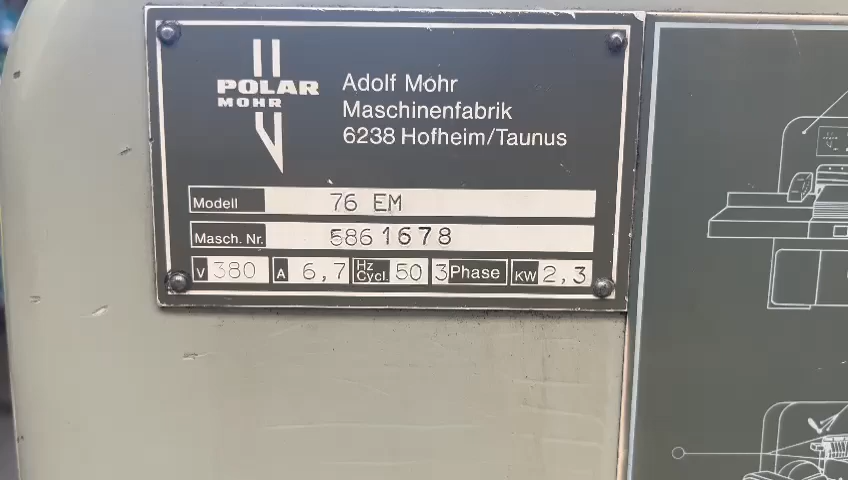 POLAR
MOHR
Adolf Mohr
Maschinenfabrik
6238 Hofheim/Taunus
Modell 76 EM
Masch. Nr. 5861678
V 380 A 6,7 Hz Cycl. 50 3 Phase KW 2,3